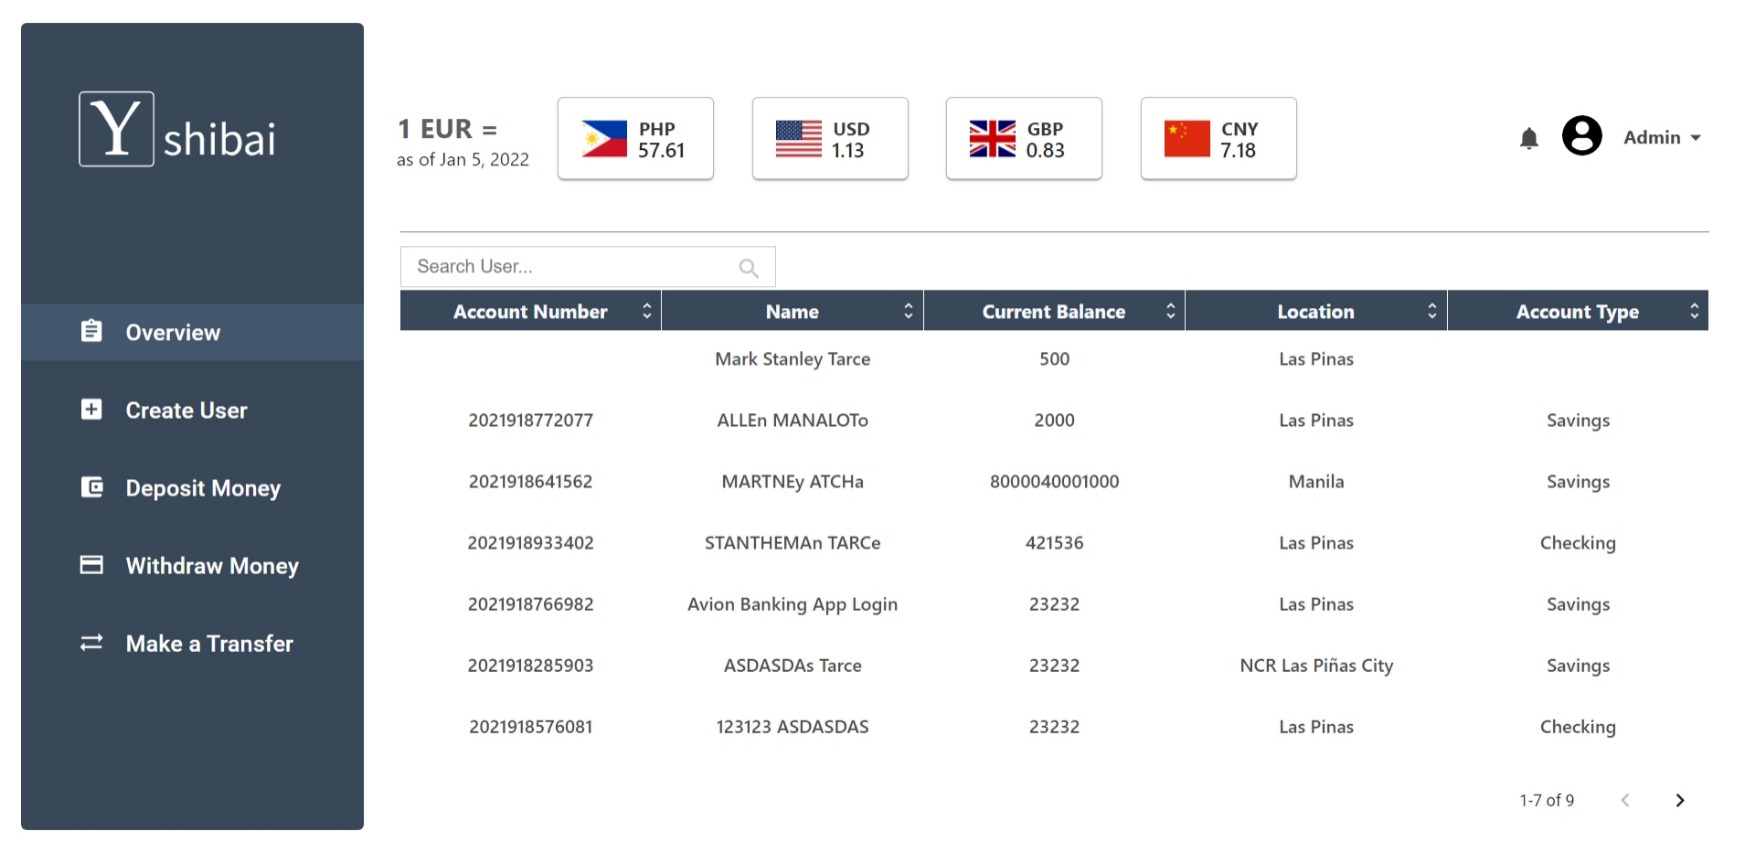 Y shibai
Overview
Create User
Deposit Money
Withdraw Money
Make a Transfer
1 EUR =
as of Jan 5, 2022
PHP
57.61
USD
1.13
GBP
0.83
CNY
7.18
Admin
Search User...
Account Number Name Current Balance Location Account Type
Mark Stanley Tarce 500 Las Pinas
2021918772077 ALLEn MANALOTo 2000 Las Pinas Savings
2021918641562 MARTNEy ATCHa 8000040001000 Manila Savings
2021918933402 STANTHEMAn TARCe 421536 Las Pinas Checking
2021918766982 Avion Banking App Login 23232 Las Pinas Savings
2021918285903 ASDASDAs Tarce 23232 NCR Las Piñas City Savings
2021918576081 123123 ASDASDAS 23232 Las Pinas Checking
1-7 of 9